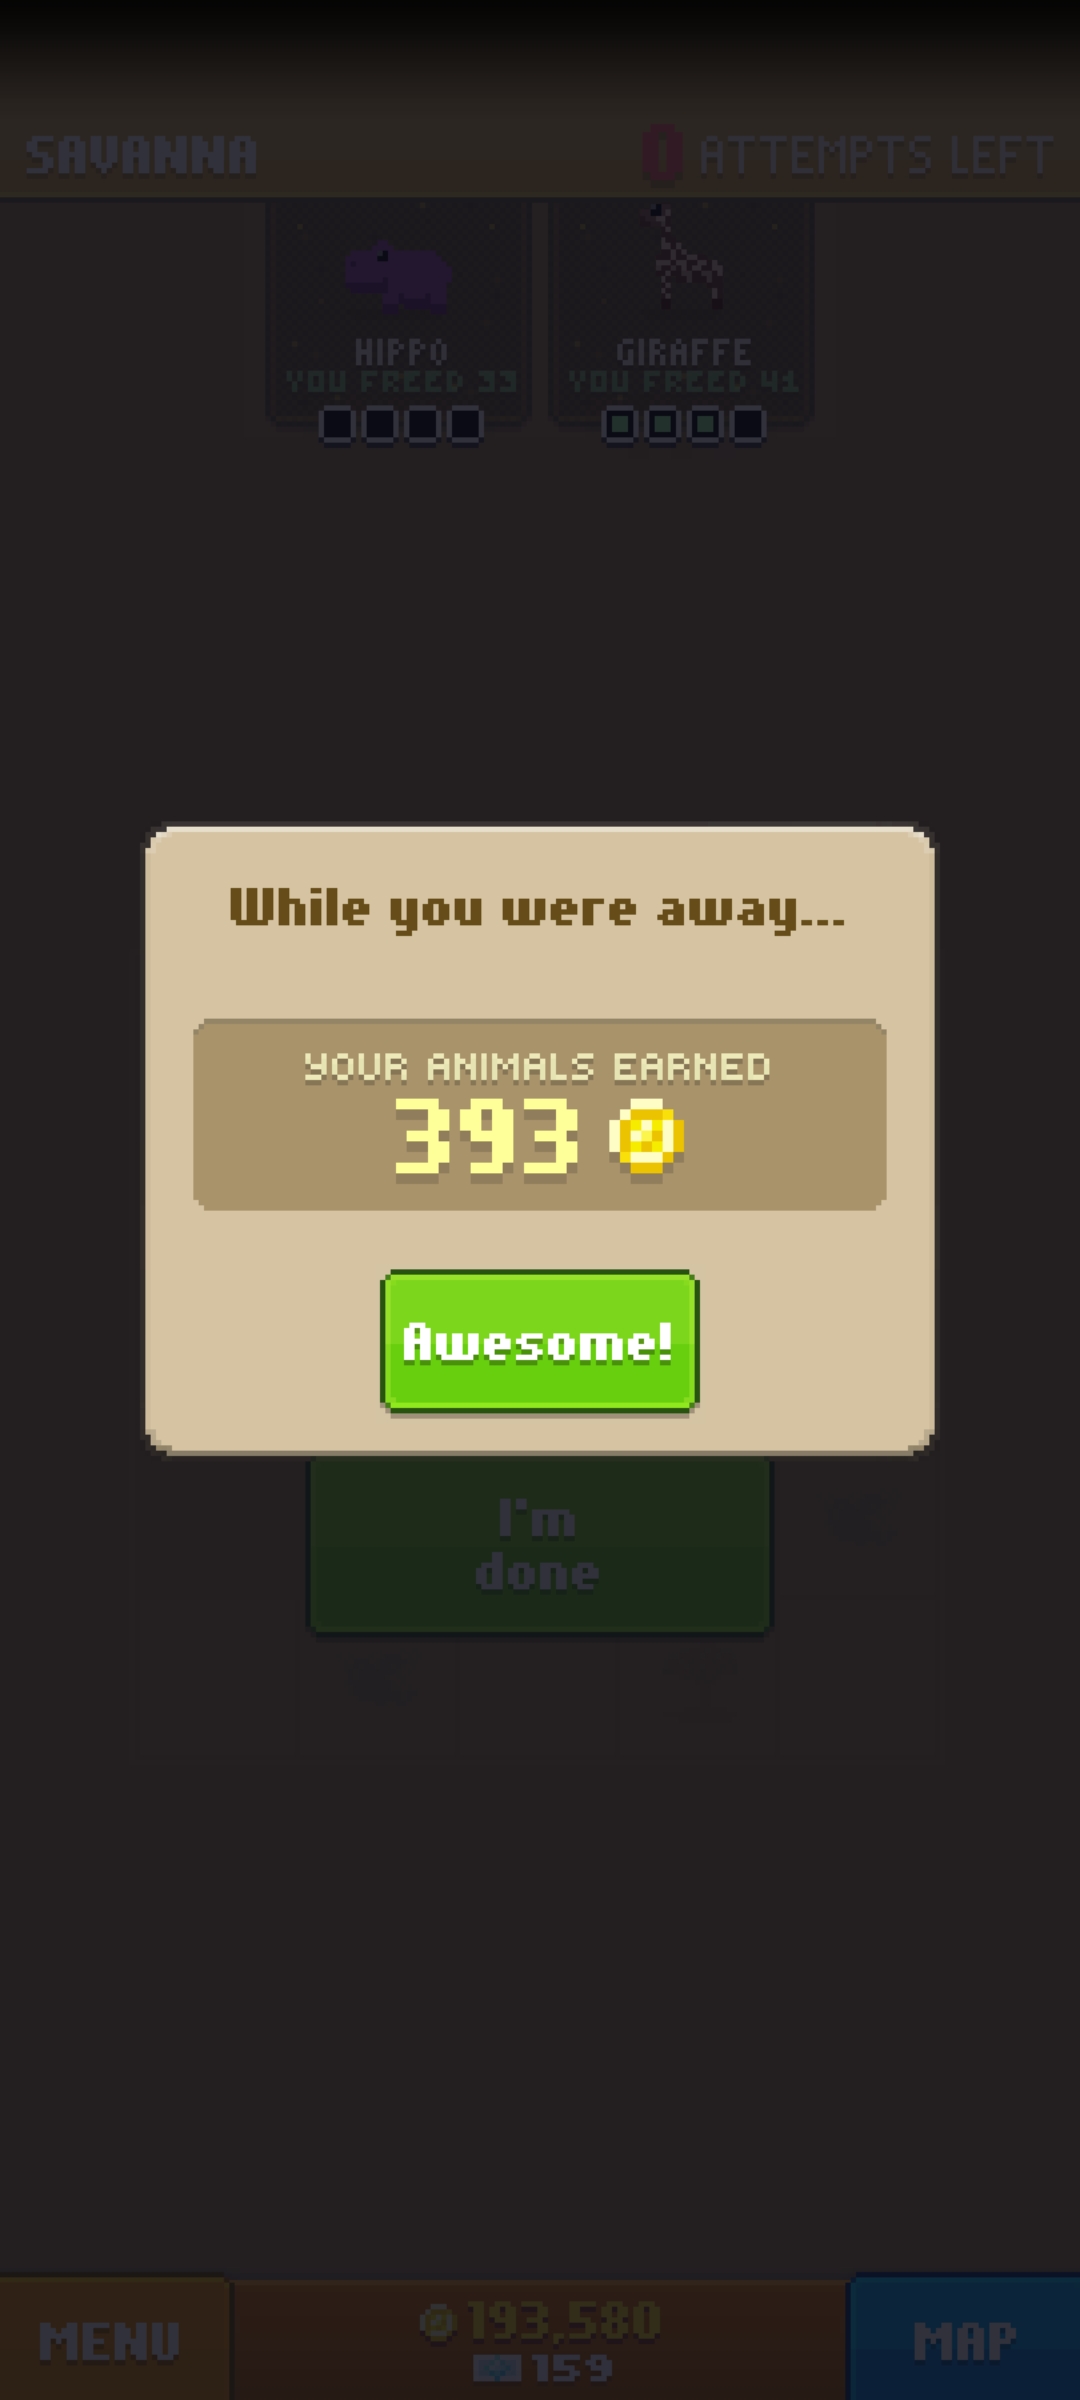 SAVANNA
0 ATTEMPTS LEFT
HIPPO
YOU FREED 33
GIRAFFE
YOU FREED 41
While you were away...
YOUR ANIMALS EARNED
393
Awesome!
I'm
done
MENU
193,580
159
MAP